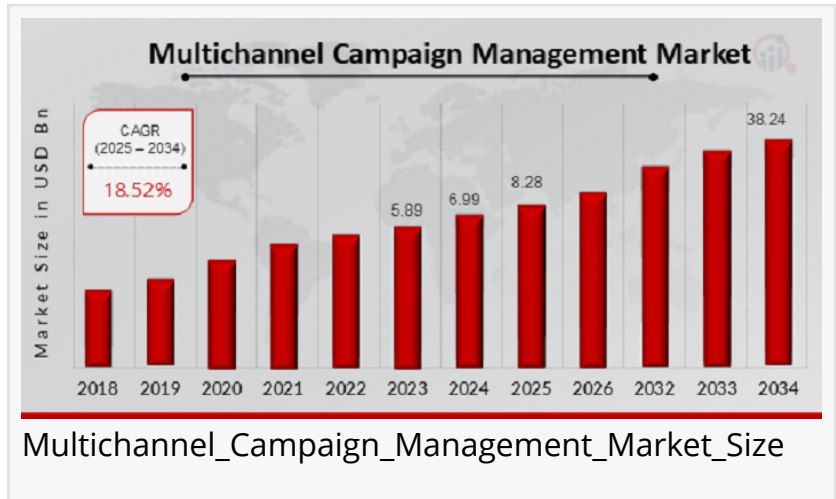 Multichannel Campaign Management Market
CAGR
(2025 – 2034)
18.52%
Market Size in USD Bn
5.89
6.99
8.28
38.24
2018 2019 2020 2021 2022 2023 2024 2025 2026 2032 2033 2034
Multichannel_Campaign_Management_Market_Size